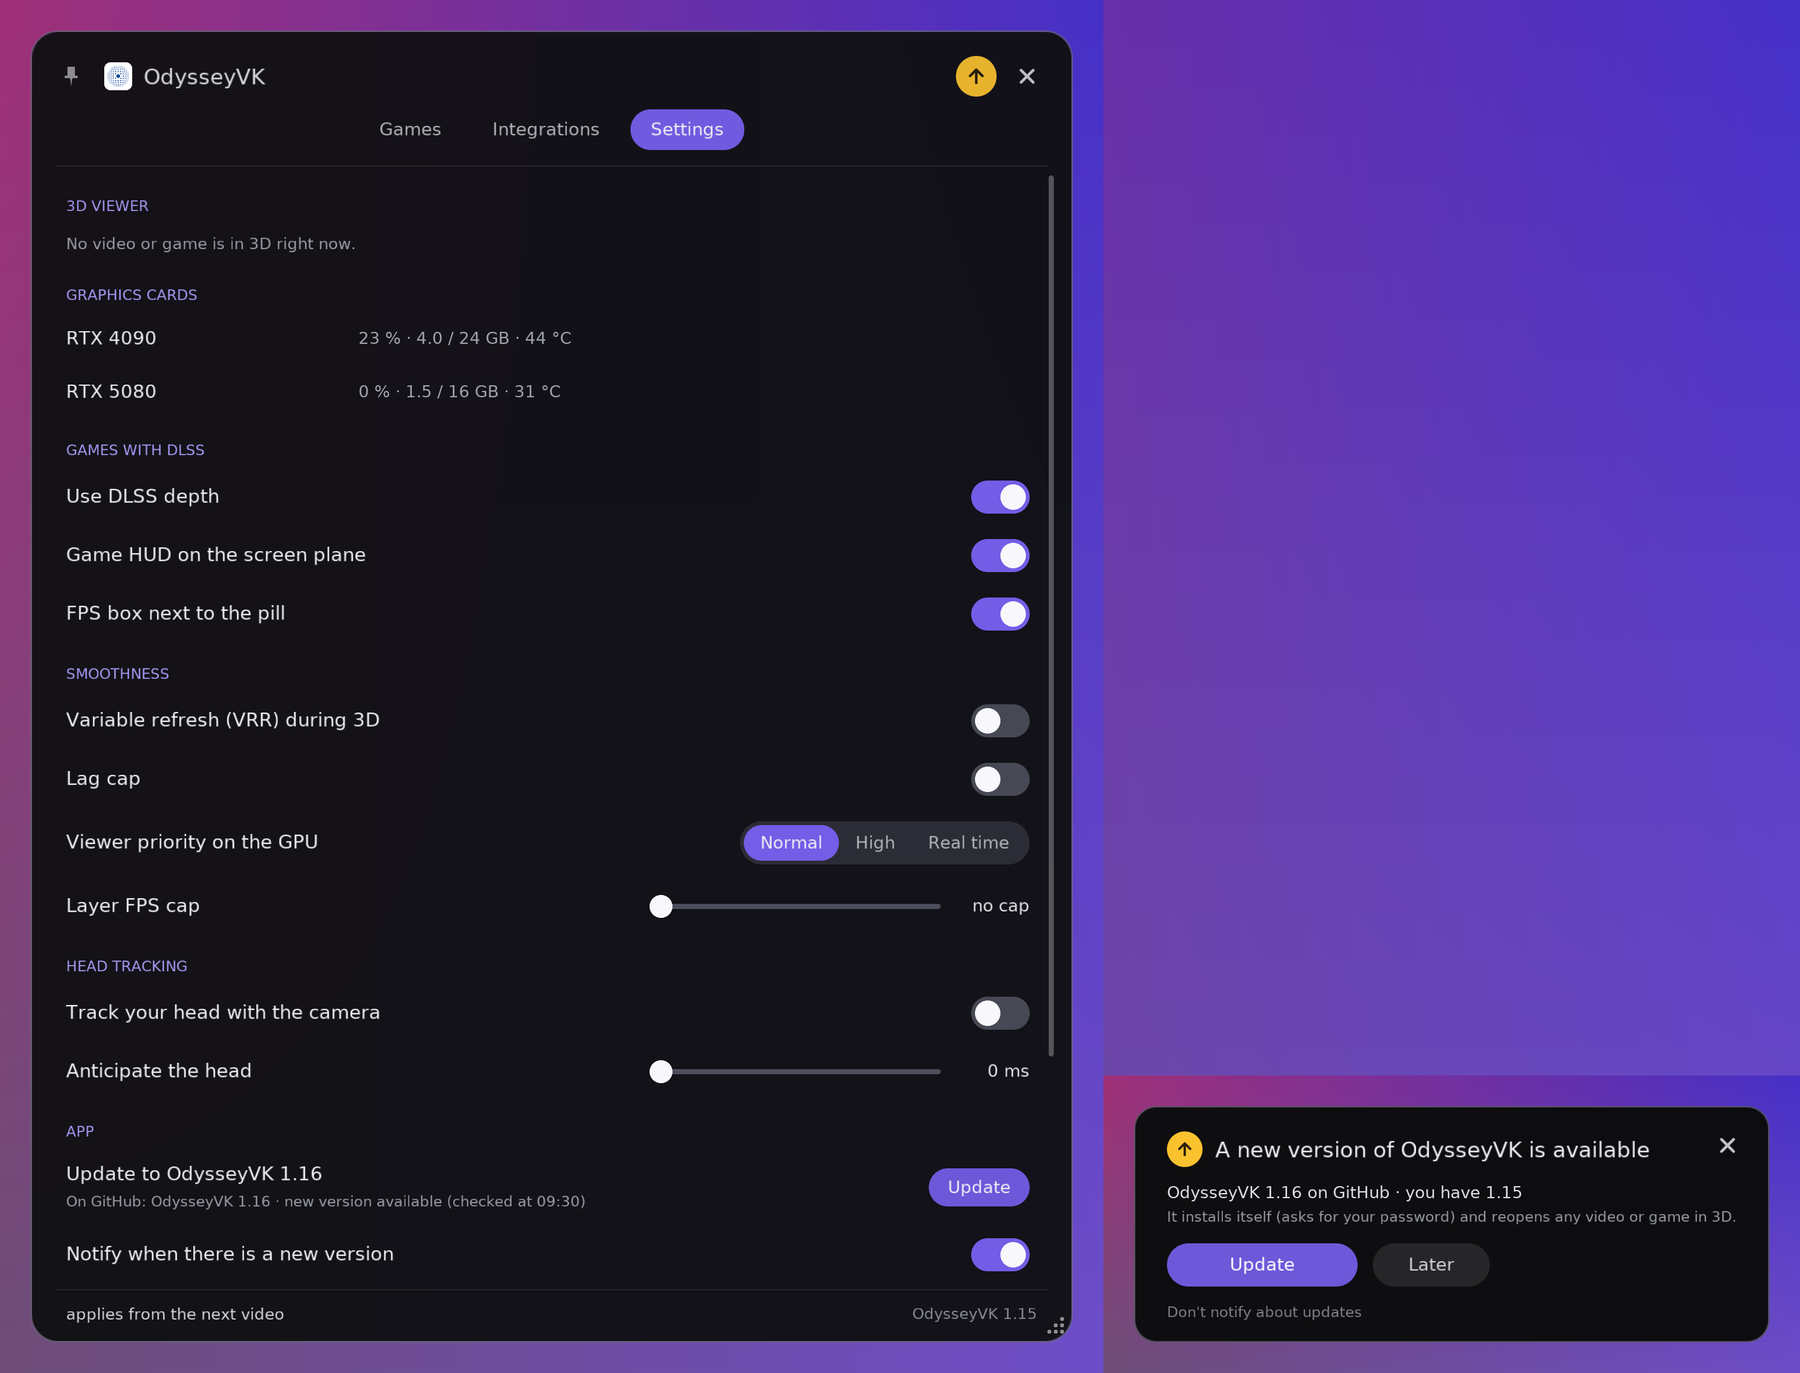 OdysseyVK
Games Integrations Settings
3D VIEWER
No video or game is in 3D right now.
GRAPHICS CARDS
RTX 4090 23 % · 4.0 / 24 GB · 44 °C
RTX 5080 0 % · 1.5 / 16 GB · 31 °C
GAMES WITH DLSS
Use DLSS depth
Game HUD on the screen plane
FPS box next to the pill
SMOOTHNESS
Variable refresh (VRR) during 3D
Lag cap
Viewer priority on the GPU Normal High Real time
Layer FPS cap no cap
HEAD TRACKING
Track your head with the camera
Anticipate the head 0 ms
APP
Update to OdysseyVK 1.16
On GitHub: OdysseyVK 1.16 · new version available (checked at 09:30)
Update
Notify when there is a new version
applies from the next video OdysseyVK 1.15
A new version of OdysseyVK is available
OdysseyVK 1.16 on GitHub · you have 1.15
It installs itself (asks for your password) and reopens any video or game in 3D.
Update Later
Don't notify about updates